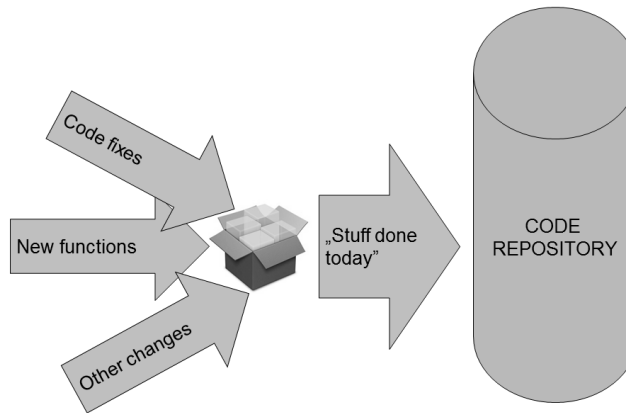 Code fixes
New functions
Other changes
„Stuff done
today”
CODE
REPOSITORY